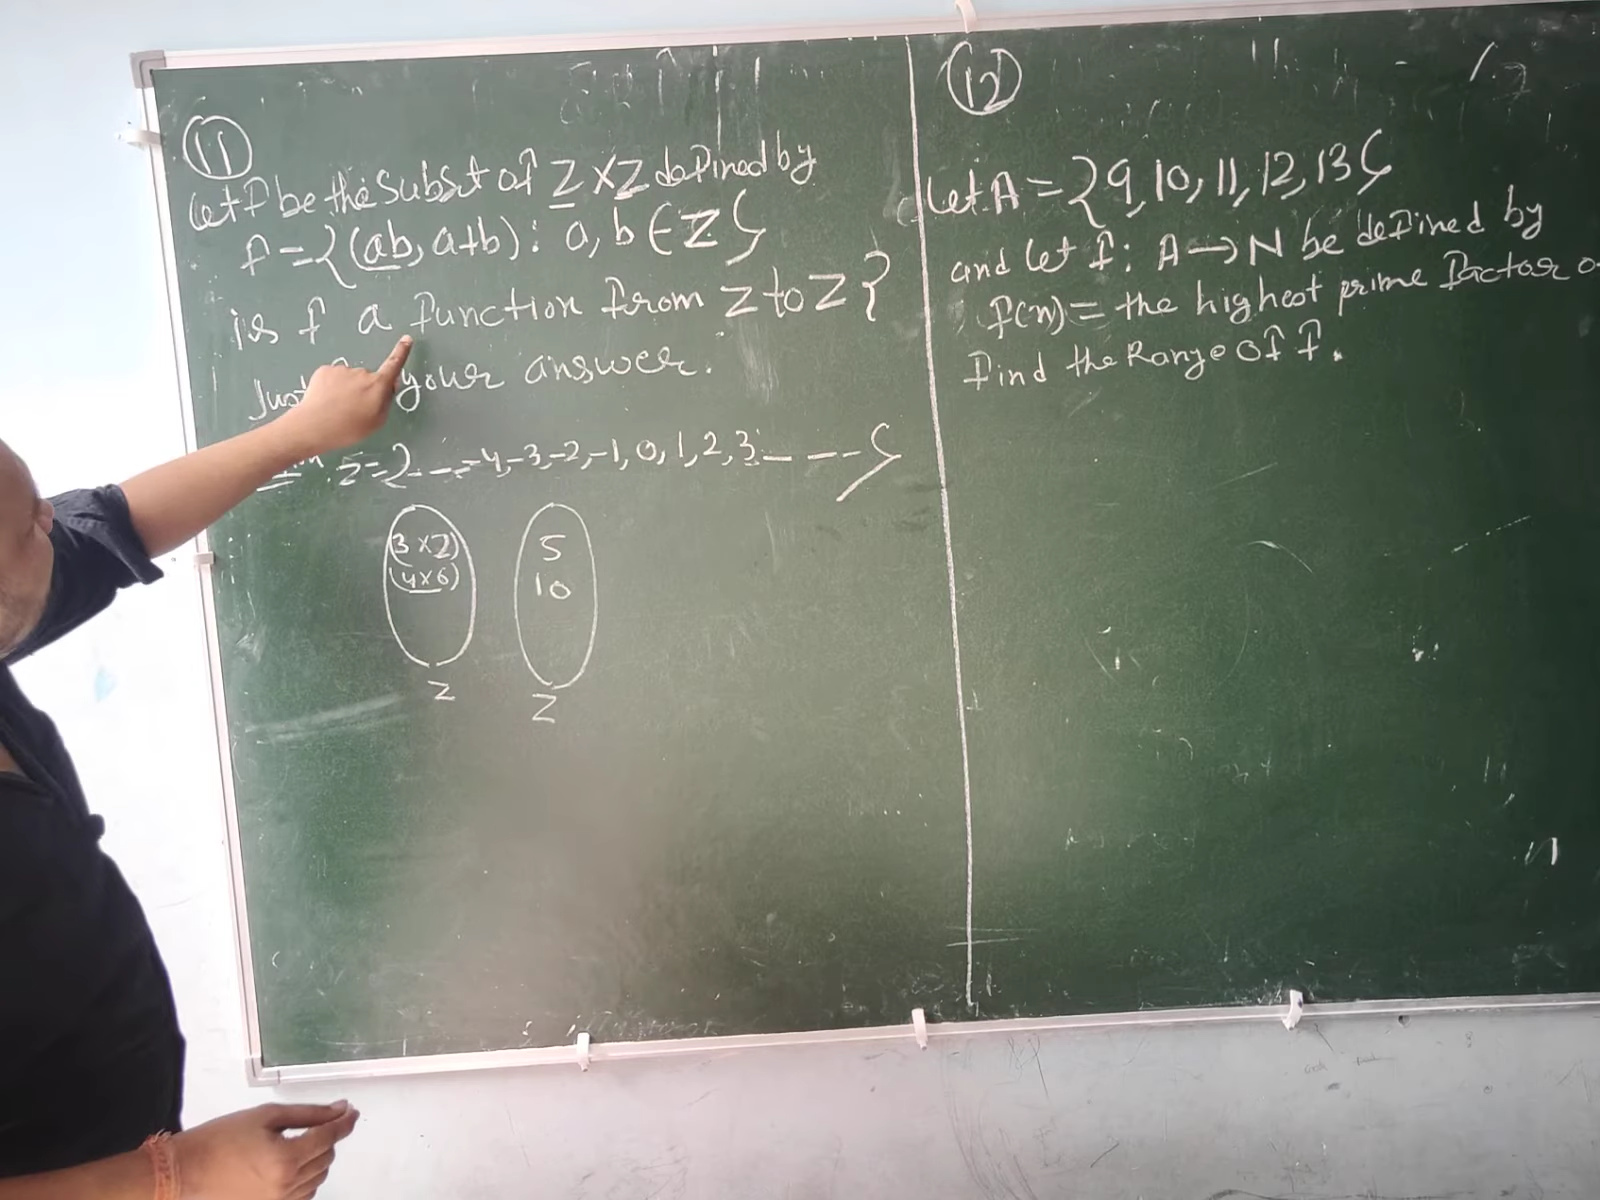 11
Let f be the Subset of Z X Z defined by
f = {(ab, a+b) : a, b ∈ Z}
is f a function from Z to Z ?
your answer.
Z = { - - -, -4, -3, -2, -1, 0, 1, 2, 3, - - - - }
(3 × 2) 5
(4 × 6) 10
Z Z
12
Let A = {9, 10, 11, 12, 13}
and let f : A → N be defined by
f(n) = the highest prime factor
find the Range of f.
n